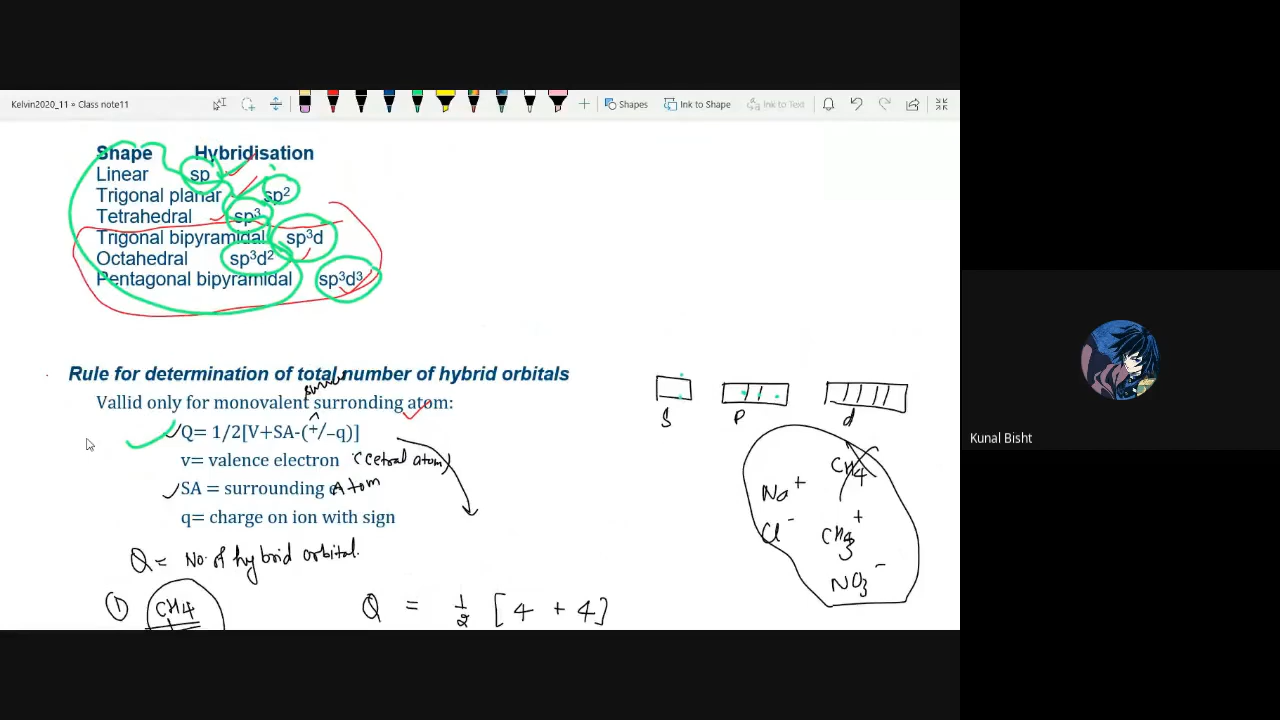 Kelvin2020_11 » Class note11
Shapes
Ink to Shape
Ink to Text
Shape Hybridisation
Linear sp
Trigonal planar sp²
Tetrahedral sp³
Trigonal bipyramidal sp³d
Octahedral sp³d²
Pentagonal bipyramidal sp³d³
Rule for determination of total number of hybrid orbitals
Vallid only for monovalent surronding atom:
Q= 1/2[V+SA-(+/–q)]
v= valence electron (Cetral atom)
SA = surrounding Atom
q= charge on ion with sign
Q = No. of hybrid orbital.
① CH4
Q = 1/2 [4 + 4]
S P d
CH4
Na+
Cl-
CH3+
NO3-
Kunal Bisht